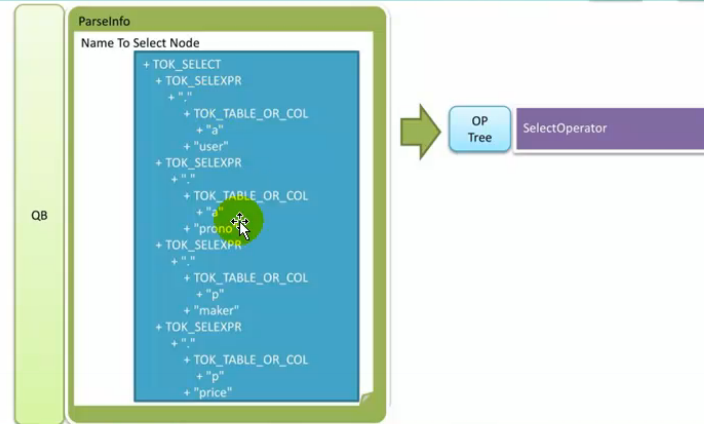 ParseInfo
Name To Select Node
+ TOK_SELECT
+ TOK_SELEXPR
+ "."
+ TOK_TABLE_OR_COL
+ "a"
+ "user"
+ TOK_SELEXPR
+ "."
+ TOK_TABLE_OR_COL
+ "a"
+ "prono"
+ TOK_SELEXPR
+ "."
+ TOK_TABLE_OR_COL
+ "p"
+ "maker"
+ TOK_SELEXPR
+ "."
+ TOK_TABLE_OR_COL
+ "p"
+ "price"
QB
OP
Tree
SelectOperator